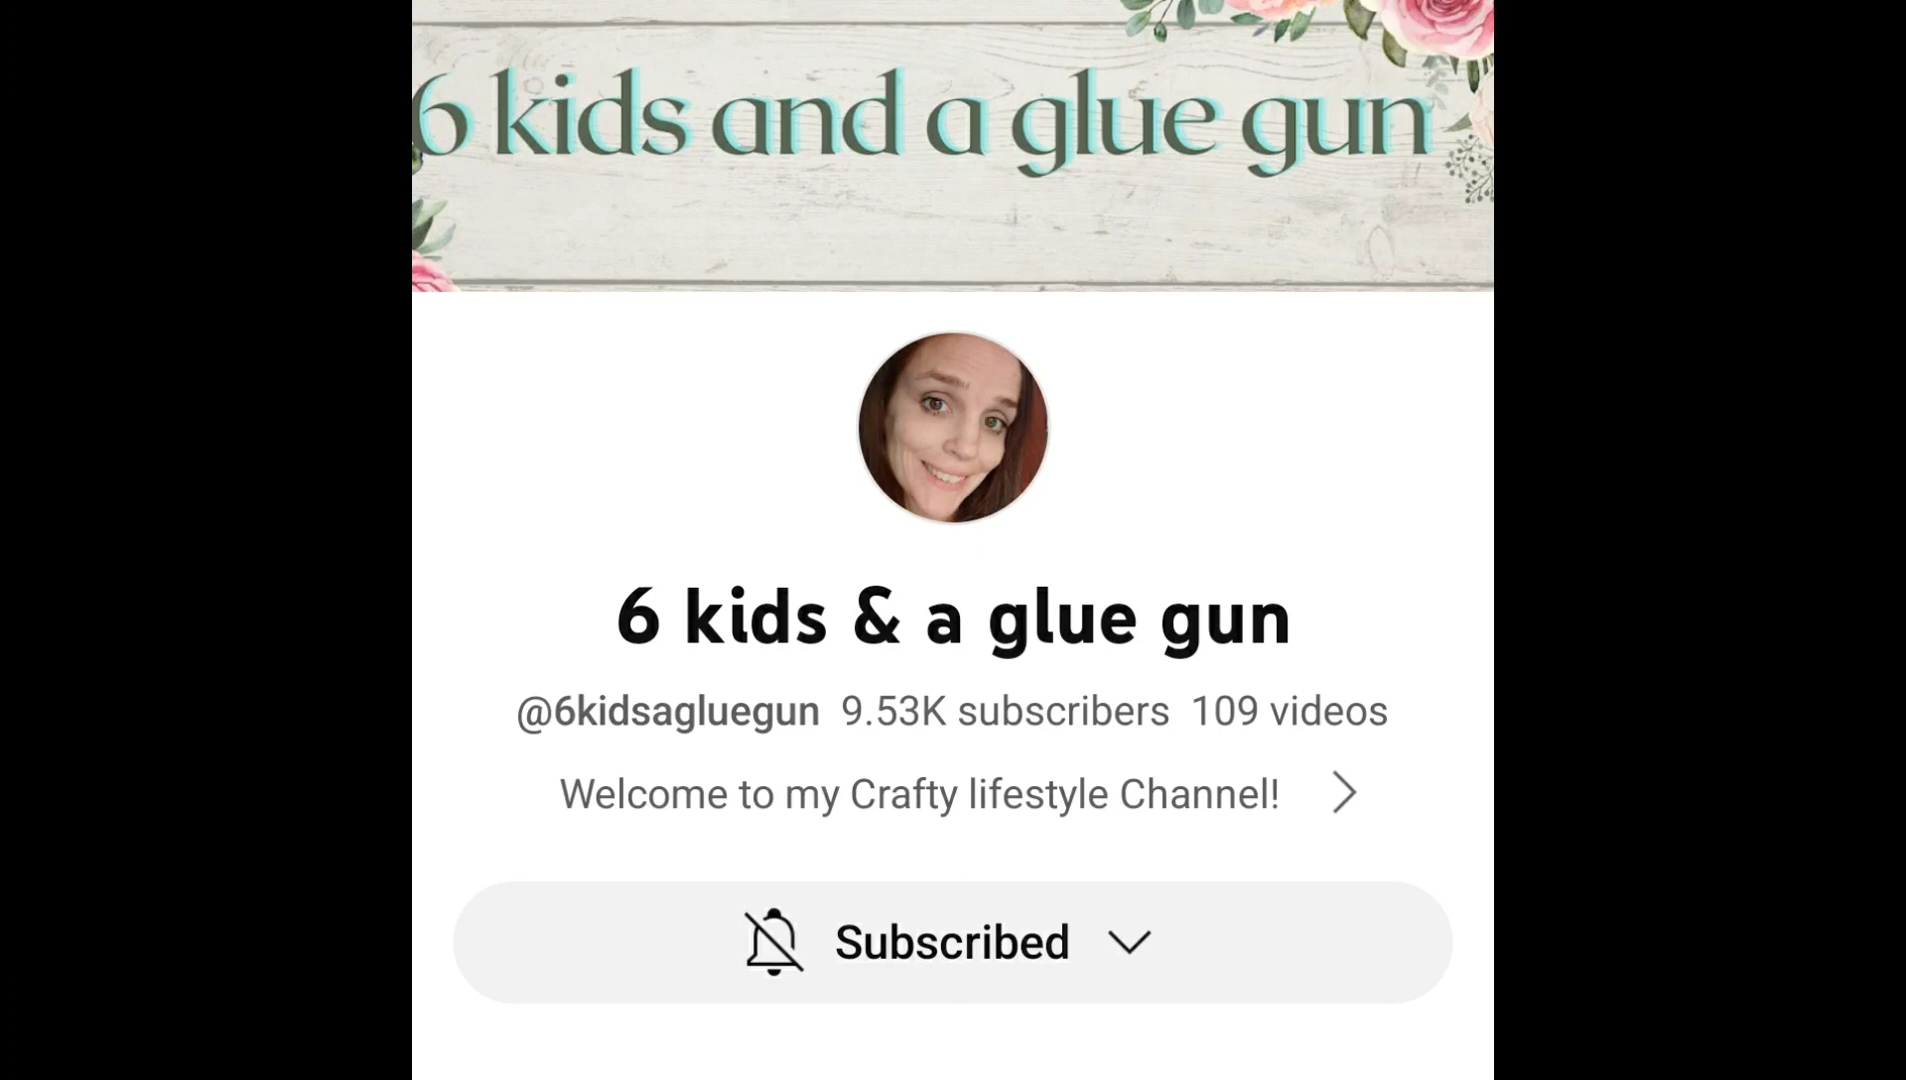 6 kids and a glue gun
6 kids & a glue gun
@6kidsagluegun 9.53K subscribers 109 videos
Welcome to my Crafty lifestyle Channel!
Subscribed